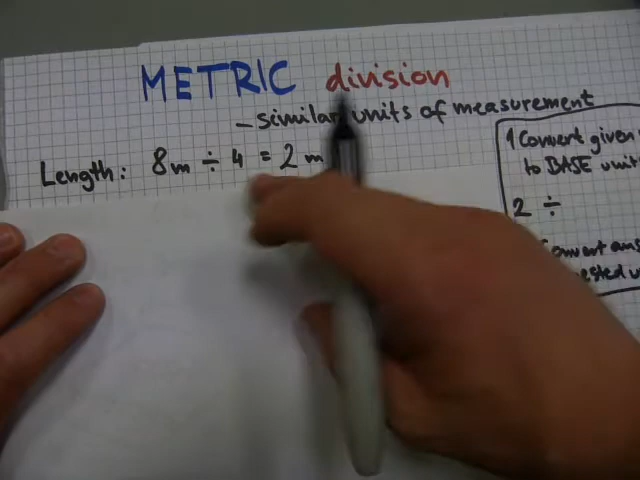 METRIC division
- similar units of measurement
Length: 8m ÷ 4 = 2 m
1 Convert given
to BASE unit
2 ÷